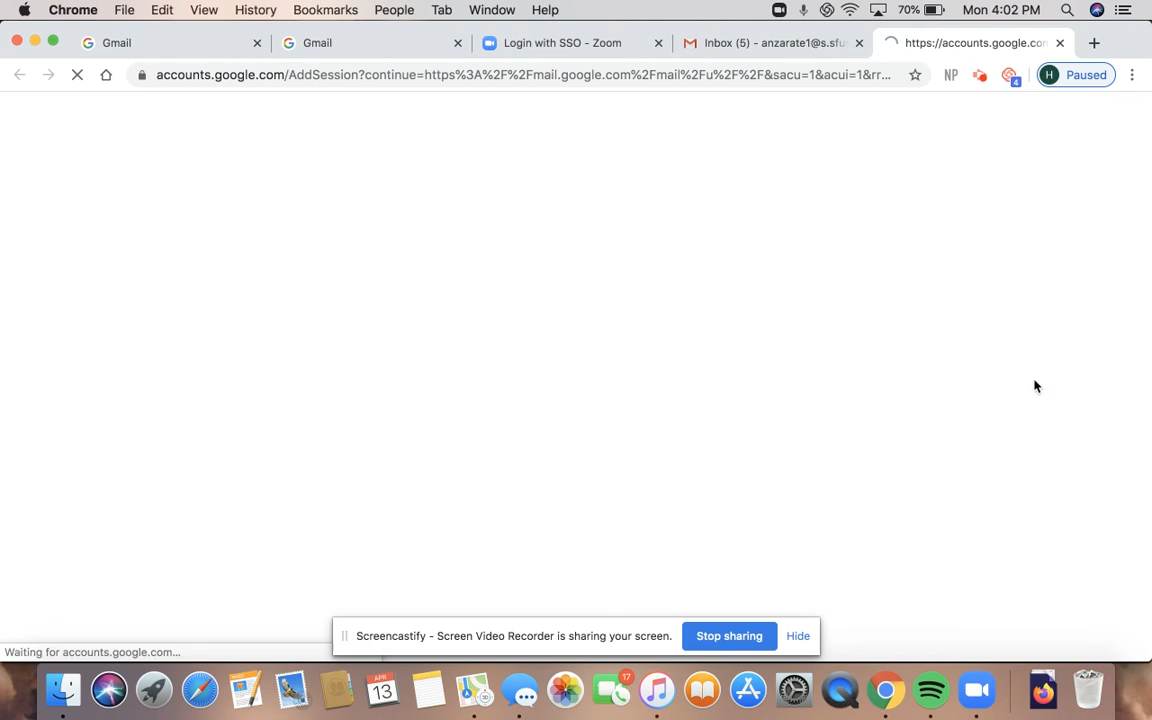 Chrome File Edit View History Bookmarks People Tab Window Help 70% Mon 4:02 PM
Gmail Gmail Login with SSO - Zoom Inbox (5) - anzarate1@s.sfus https://accounts.google.com
accounts.google.com/AddSession?continue=https%3A%2F%2Fmail.google.com%2Fmail%2Fu%2F%2F&sacu=1&acui=1&rr... NP 4 H Paused
Screencastify - Screen Video Recorder is sharing your screen. Stop sharing Hide
Waiting for accounts.google.com...
APR 17
13 3D